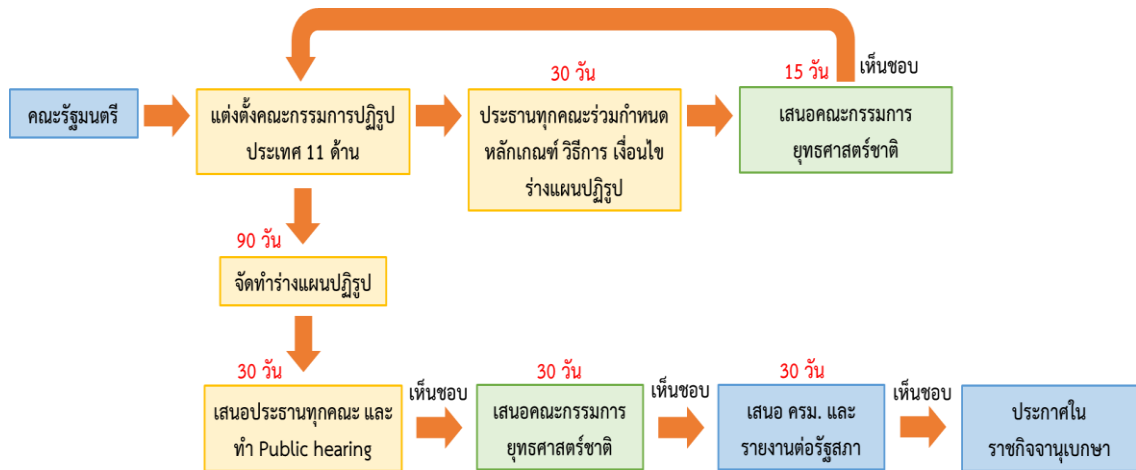 คณะรัฐมนตรี
แต่งตั้งคณะกรรมการปฏิรูป
ประเทศ 11 ด้าน
30 วัน
ประธานทุกคณะร่วมกำหนด
หลักเกณฑ์ วิธีการ เงื่อนไข
ร่างแผนปฏิรูป
15 วัน
เห็นชอบ
เสนอคณะกรรมการ
ยุทธศาสตร์ชาติ
90 วัน
จัดทำร่างแผนปฏิรูป
30 วัน
เสนอประธานทุกคณะ และ
ทำ Public hearing
เห็นชอบ
30 วัน
เสนอคณะกรรมการ
ยุทธศาสตร์ชาติ
เห็นชอบ
30 วัน
เสนอ ครม. และ
รายงานต่อรัฐสภา
เห็นชอบ
ประกาศใน
ราชกิจจานุเบกษา